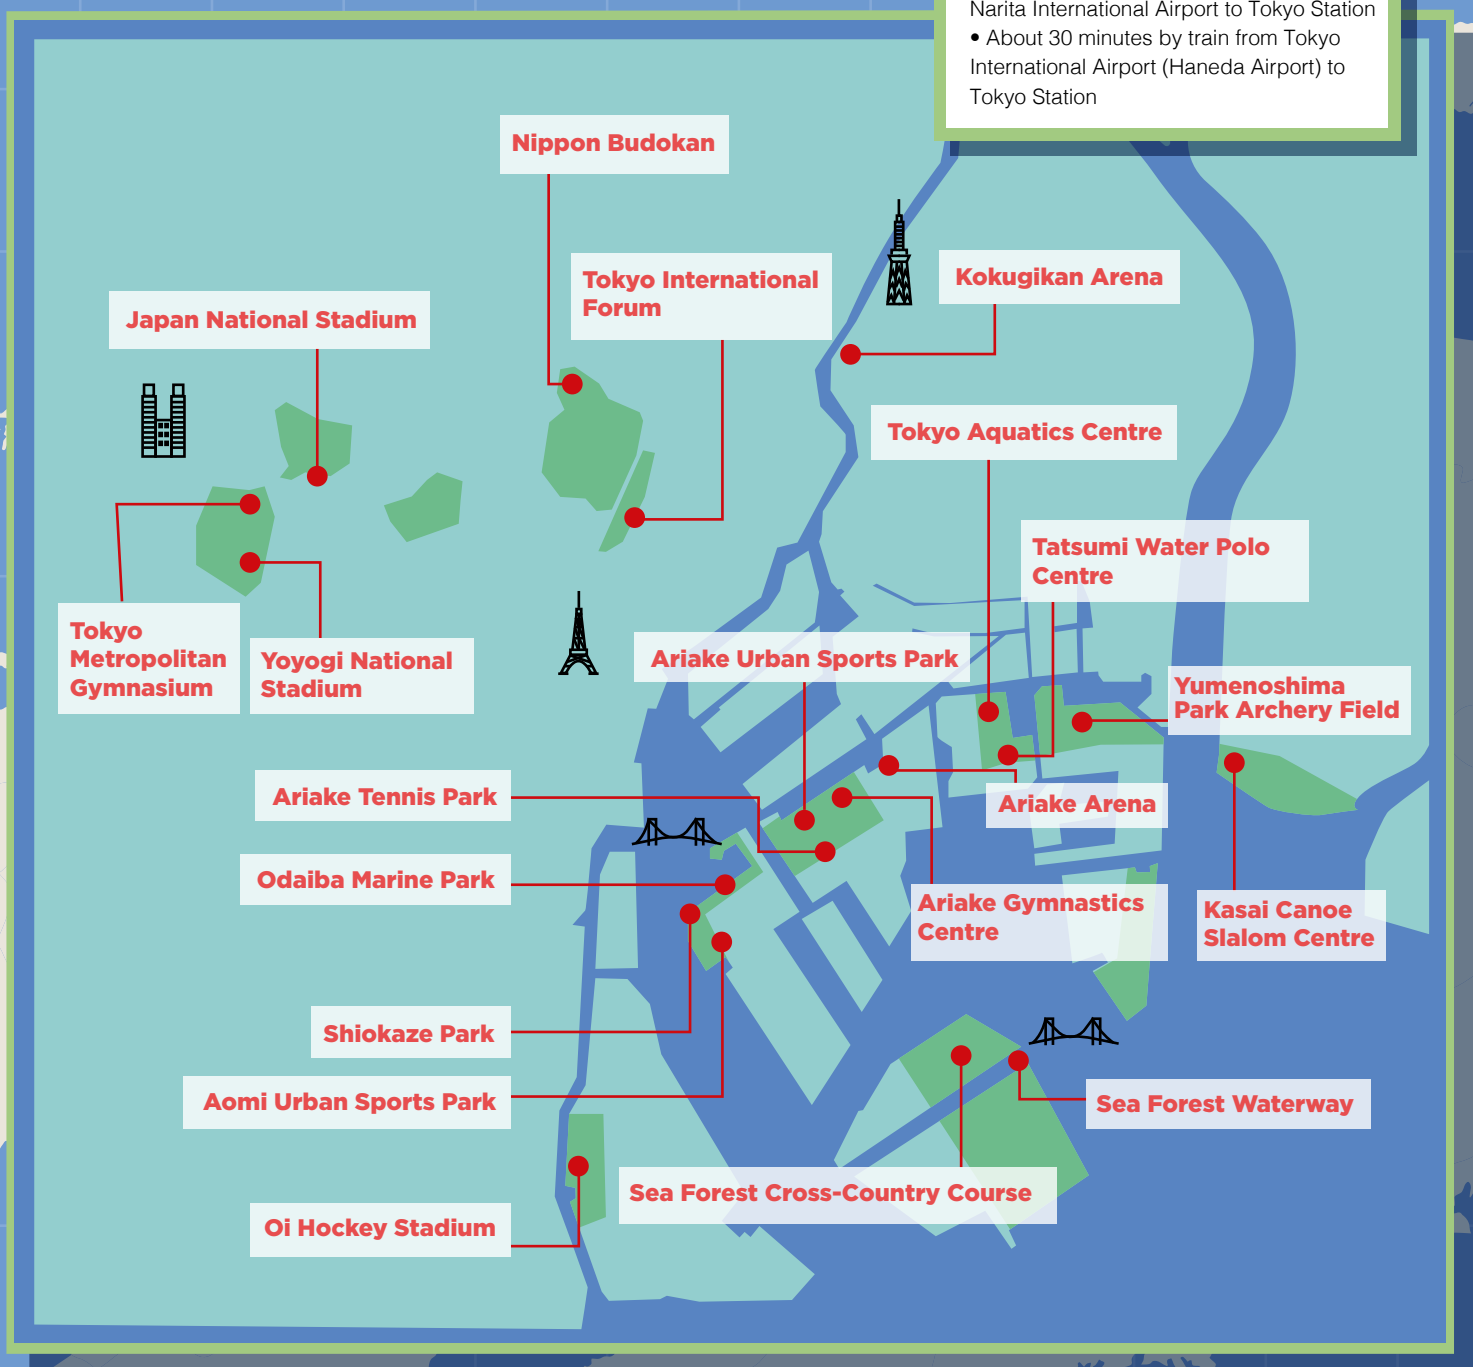 Narita International Airport to Tokyo Station
• About 30 minutes by train from Tokyo
International Airport (Haneda Airport) to
Tokyo Station
Nippon Budokan
Tokyo International
Forum
Kokugikan Arena
Japan National Stadium
Tokyo Aquatics Centre
Tatsumi Water Polo
Centre
Tokyo
Metropolitan
Gymnasium
Yoyogi National
Stadium
Ariake Urban Sports Park
Yumenoshima
Park Archery Field
Ariake Tennis Park
Ariake Arena
Odaiba Marine Park
Ariake Gymnastics
Centre
Kasai Canoe
Slalom Centre
Shiokaze Park
Aomi Urban Sports Park
Sea Forest Waterway
Sea Forest Cross-Country Course
Oi Hockey Stadium